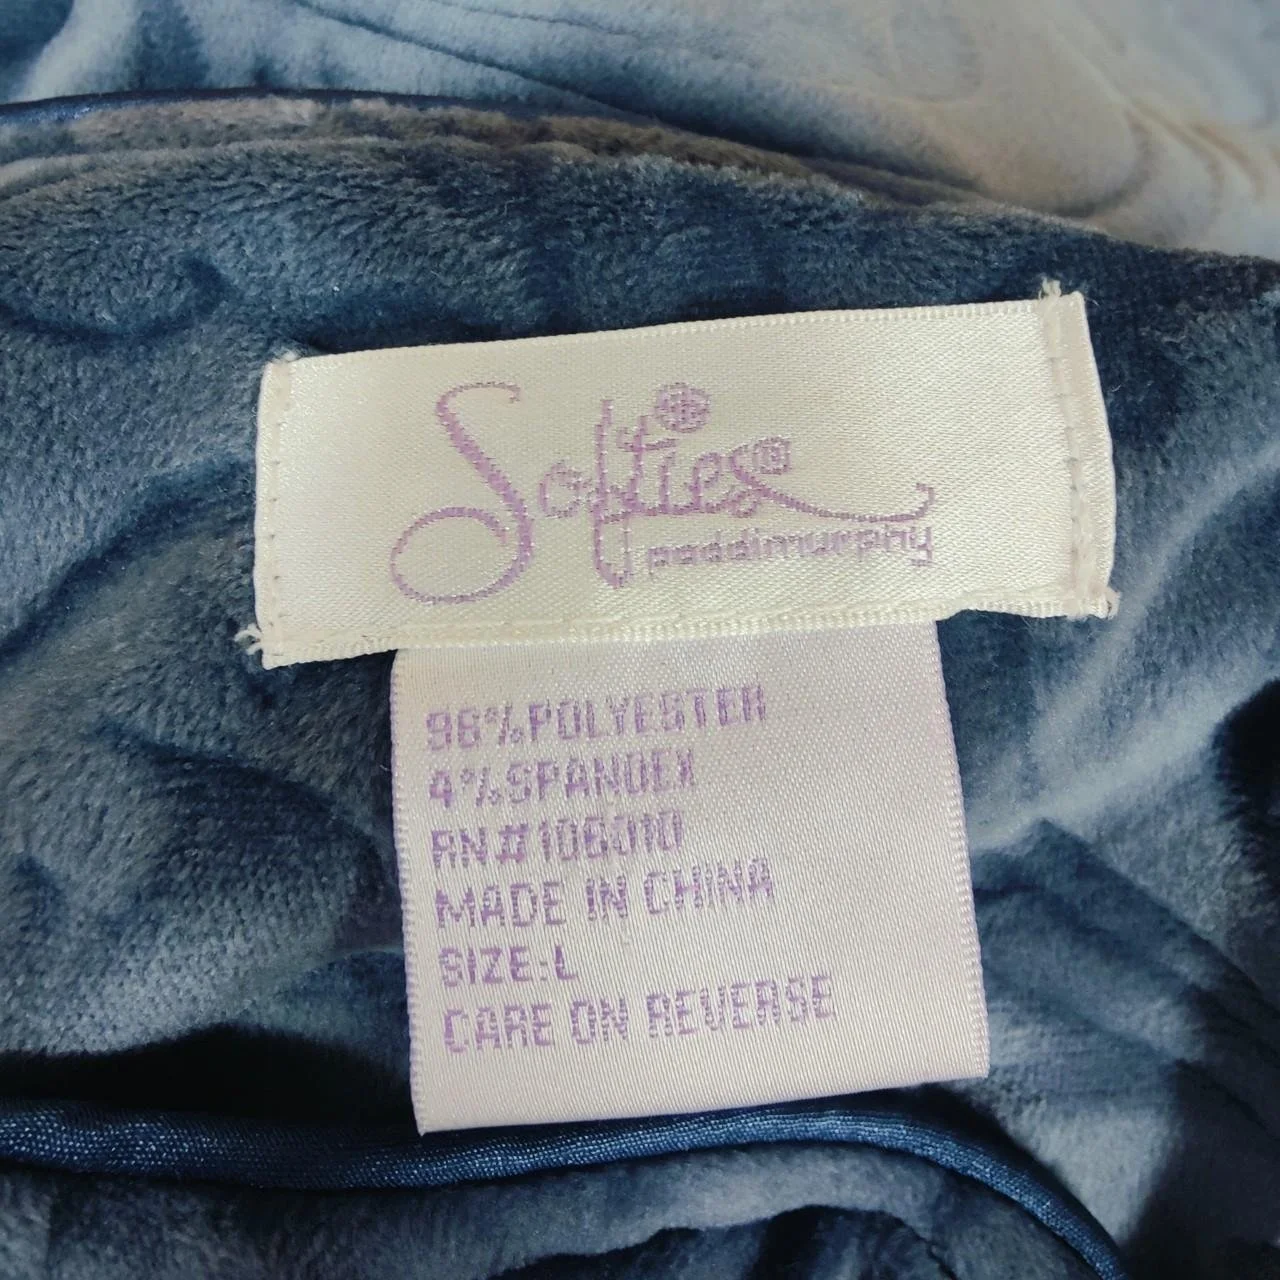 Softies®
paddimurphy
96%POLYESTER
4%SPANDEX
RN#106010
MADE IN CHINA
SIZE:L
CARE ON REVERSE